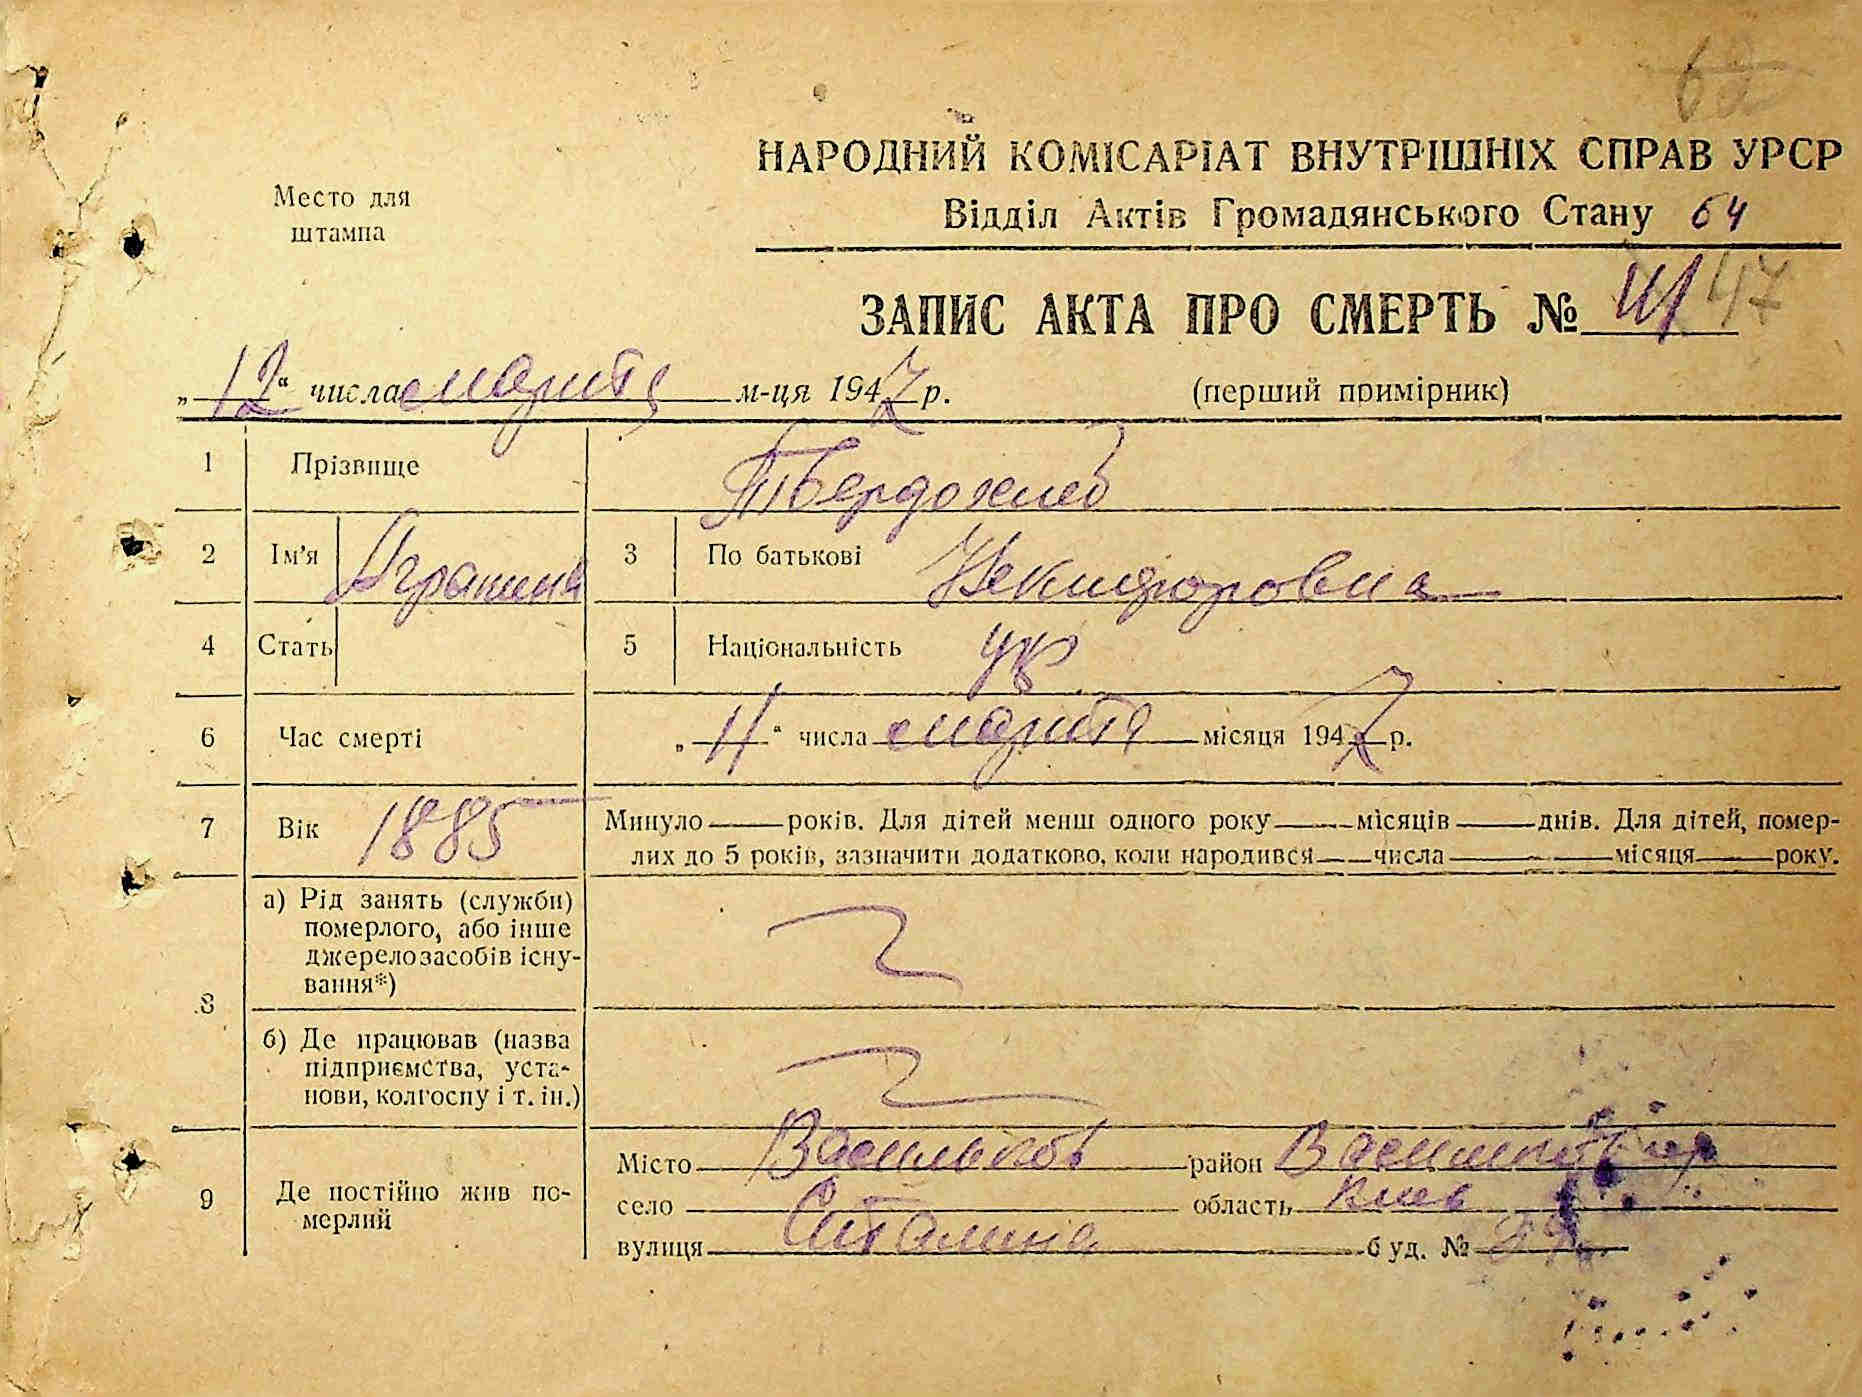 62
НАРОДНИЙ КОМІСАРІАТ ВНУТРІШНІХ СПРАВ УРСР
Место для
штампа
Відділ Актів Громадянського Стану 64
ЗАПИС АКТА ПРО СМЕРТЬ № 47
„12“ числа марта м-ця 1947 р. (перший примірник)
1 Прізвище Твердохлеб
2 Ім’я Аграпина 3 По батькові Некифоровна
4 Стать 5 Національність укр
6 Час смерті „11“ числа марта місяця 1947 р.
7 Вік 1885 Минуло — років. Для дітей менш одного року — місяців — днів. Для дітей, помер-
лих до 5 років, зазначити додатково, коли народився — числа — місяця — року.
8 а) Рід занять (служби)
померлого, або інше
джерело засобів існу-
вання*)
б) Де працював (назва
підприємства, уста-
нови, колгоспу і т. ін.)
9 Де постійно жив по-
мерлий
Місто Васильков район Васильковскер
село область Киев
вулиця Сталина буд. №